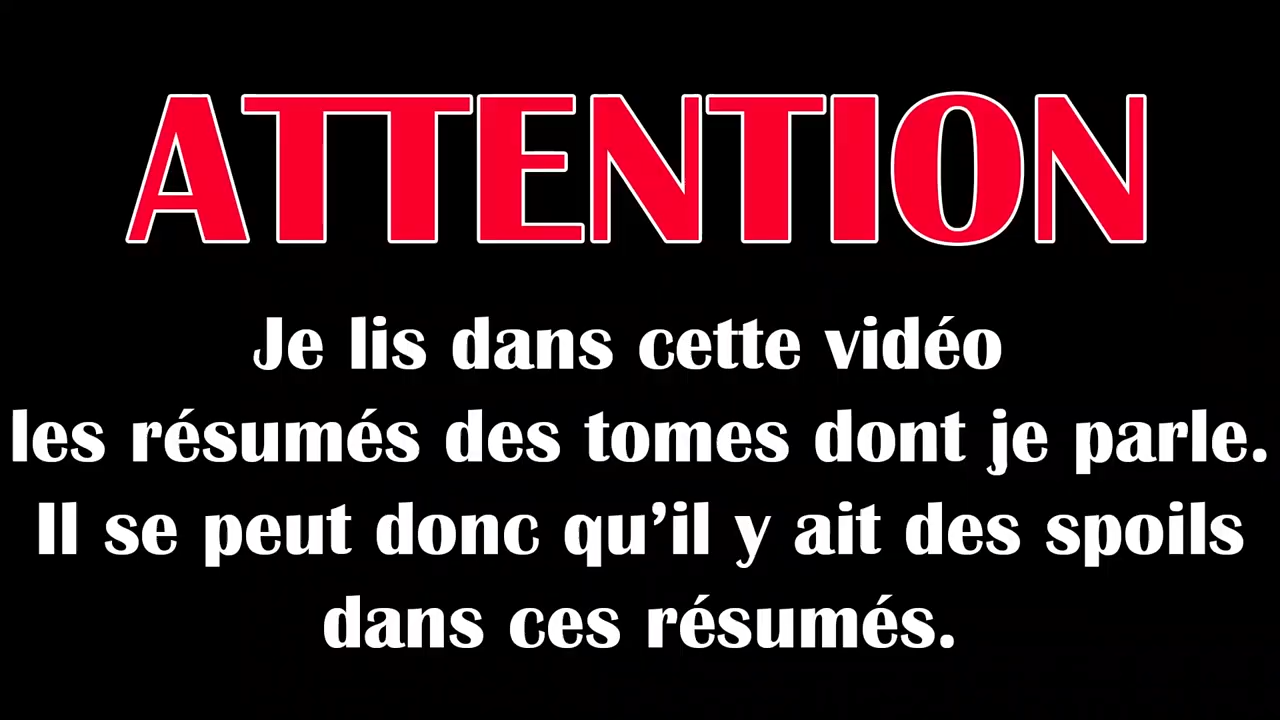 ATTENTION
Je lis dans cette vidéo
les résumés des tomes dont je parle.
Il se peut donc qu’il y ait des spoils
dans ces résumés.